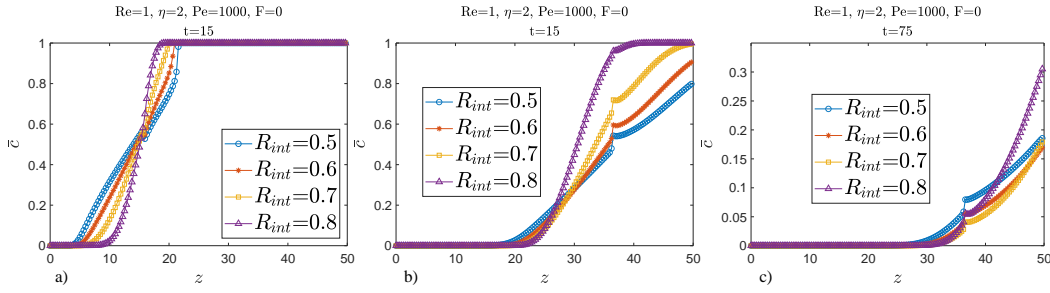 Re=1, η=2, Pe=1000, F=0
t=15
1
0.8
0.6
0.4
0.2
0
c̅
R_int=0.5
R_int=0.6
R_int=0.7
R_int=0.8
0 10 20 30 40 50
z
a)
Re=1, η=2, Pe=1000, F=0
t=15
1
0.8
0.6
0.4
0.2
0
c̅
R_int=0.5
R_int=0.6
R_int=0.7
R_int=0.8
0 10 20 30 40 50
z
b)
Re=1, η=2, Pe=1000, F=0
t=75
0.3
0.25
0.2
0.15
0.1
0.05
0
c̅
R_int=0.5
R_int=0.6
R_int=0.7
R_int=0.8
0 10 20 30 40 50
z
c)